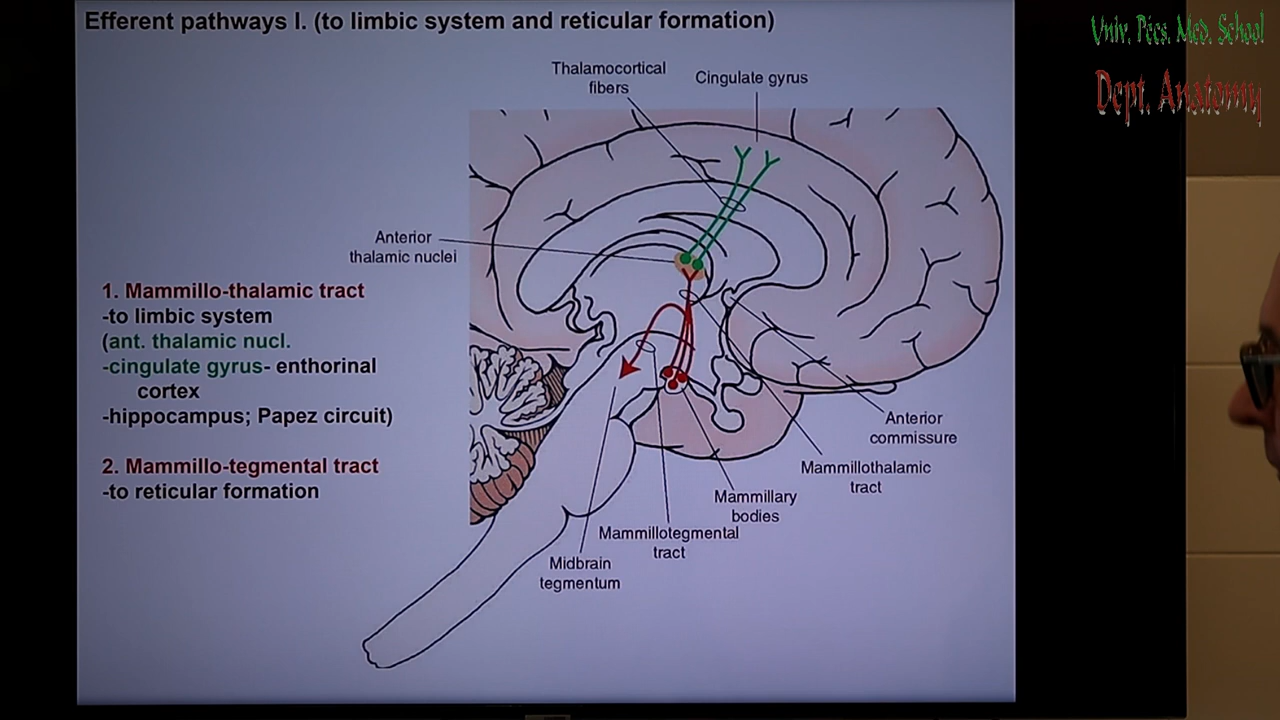 Efferent pathways I. (to limbic system and reticular formation)
Univ. Pécs. Med. School
Dept. Anatomy
Thalamocortical
fibers
Cingulate gyrus
Anterior
thalamic nuclei
1. Mammillo-thalamic tract
-to limbic system
(ant. thalamic nucl.
-cingulate gyrus- enthorinal
cortex
-hippocampus; Papez circuit)
2. Mammillo-tegmental tract
-to reticular formation
Anterior
commissure
Mammillothalamic
tract
Mammillary
bodies
Mammillotegmental
tract
Midbrain
tegmentum